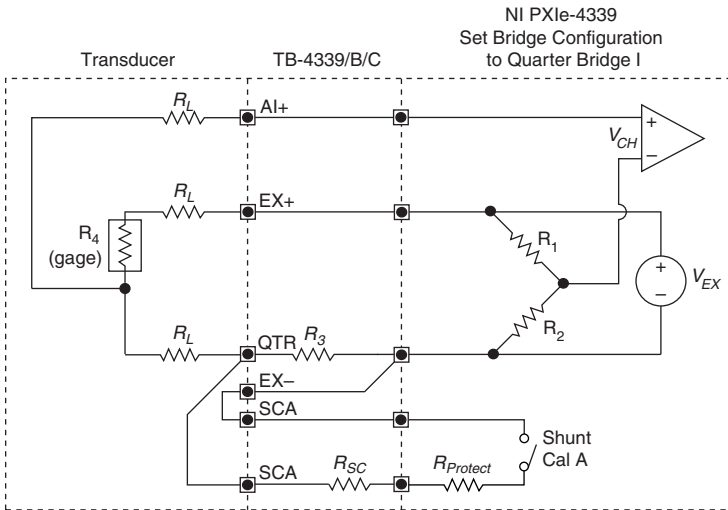 NI PXIe-4339
Set Bridge Configuration
to Quarter Bridge I
Transducer
TB-4339/B/C
R_L
AI+
+
V_CH
–
R_L
EX+
R_4
(gage)
R_1
+
V_EX
–
R_2
R_L
QTR
R_3
EX–
SCA
Shunt
Cal A
SCA
R_SC
R_Protect